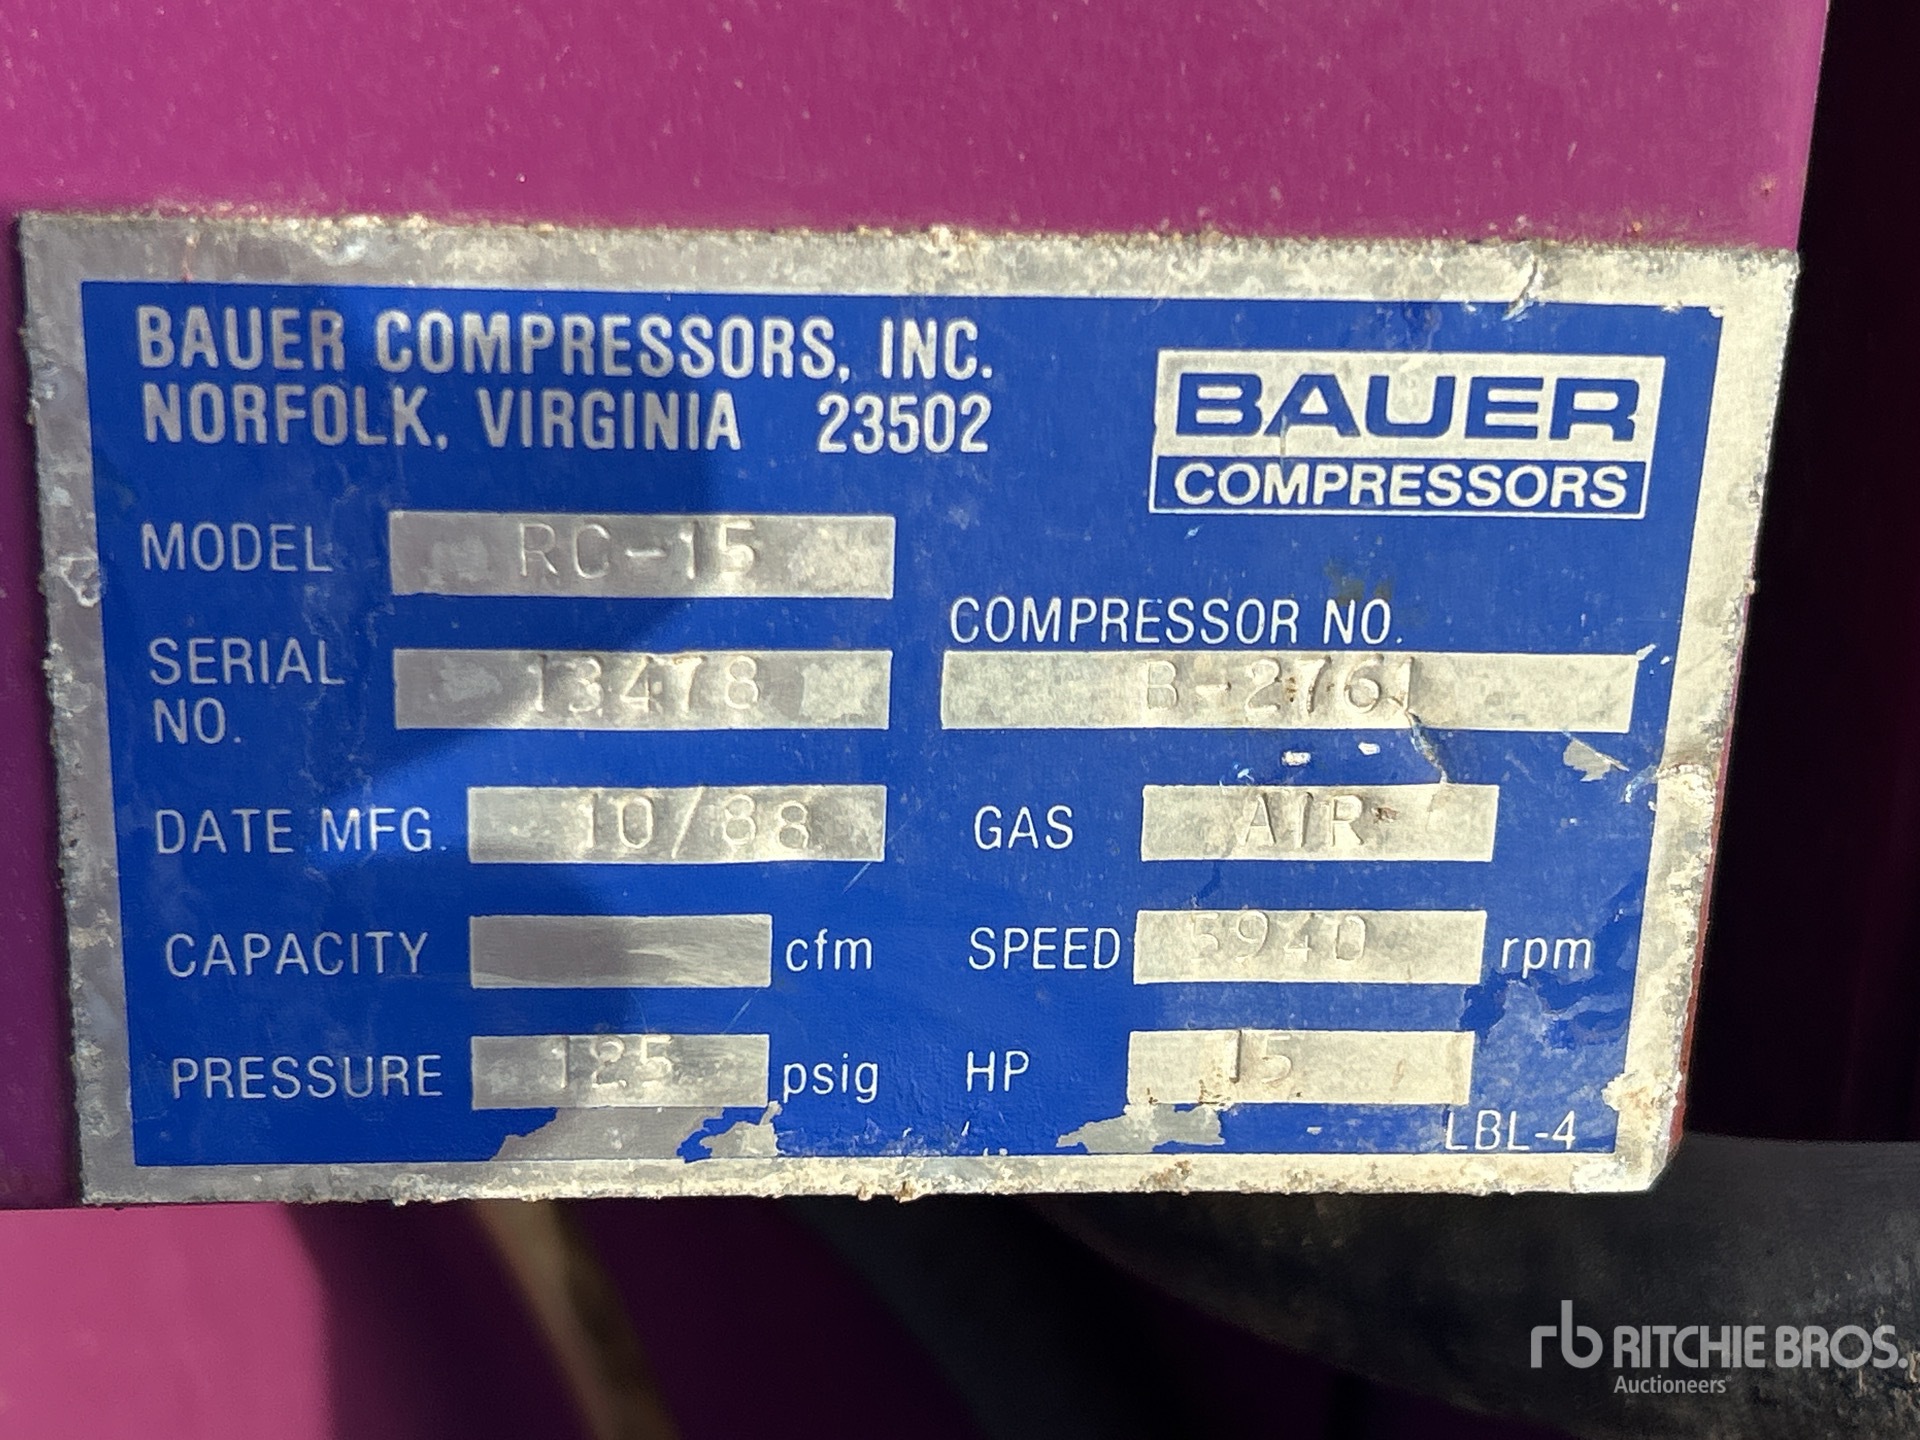 BAUER COMPRESSORS, INC.
NORFOLK, VIRGINIA 23502
BAUER
COMPRESSORS
MODEL RC-15
SERIAL NO. 13478
COMPRESSOR NO.
B-2761
DATE MFG. 10/88
GAS AIR
CAPACITY cfm
SPEED 5940 rpm
PRESSURE 125 psig
HP 15
LBL-4
rb RITCHIE BROS.
Auctioneers